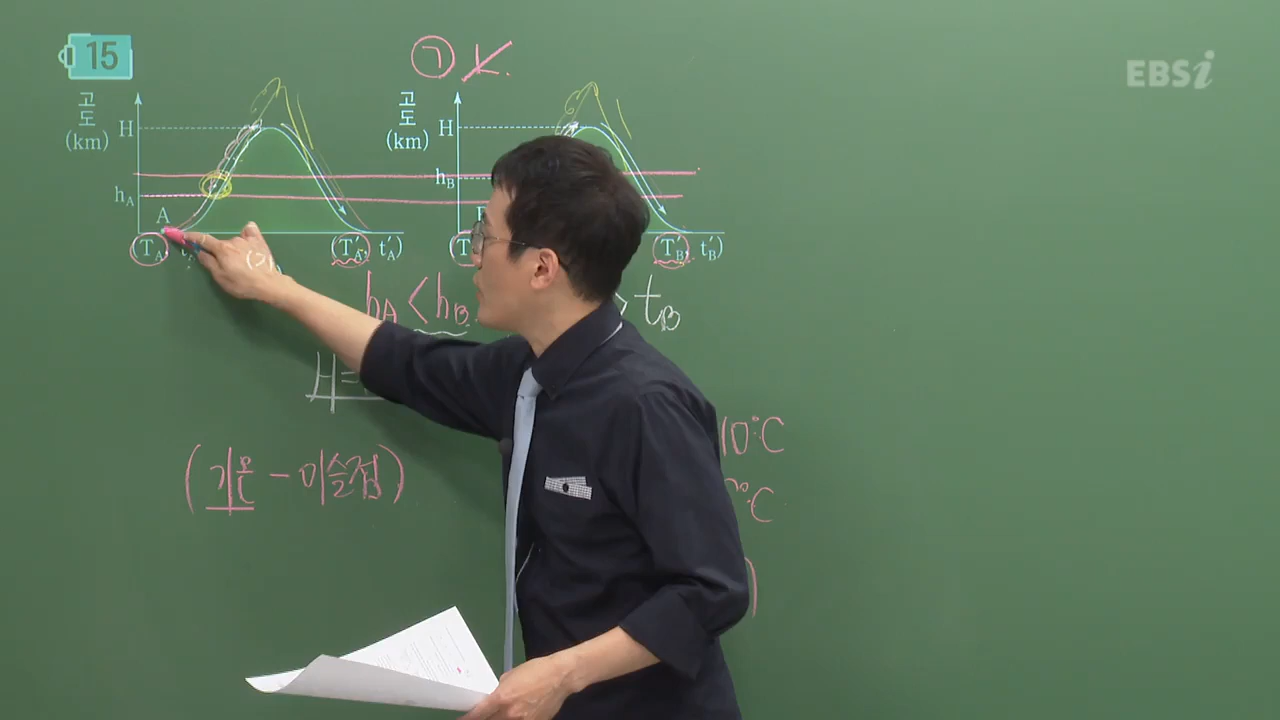 15
EBSi
㉠ ㄴ.
고도 (km)
H
h_A
A
T_A
T'_A
t'_A
(>)
고도 (km)
H
h_B
T'_B
t'_B
h_A < h_B
> t_B
H=
10℃
℃
(기온 - 이슬점)